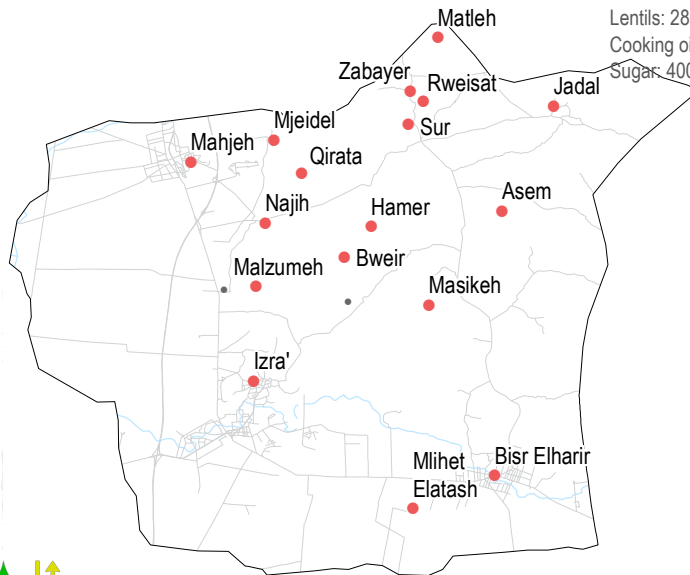 Matleh
Lentils: 28
Cooking oi
Sugar: 400
Zabayer
Rweisat
Jadal
Sur
Mjeidel
Mahjeh
Qirata
Asem
Najih
Hamer
Bweir
Malzumeh
Masikeh
Izra'
Mlihet
Elatash
Bisr Elharir